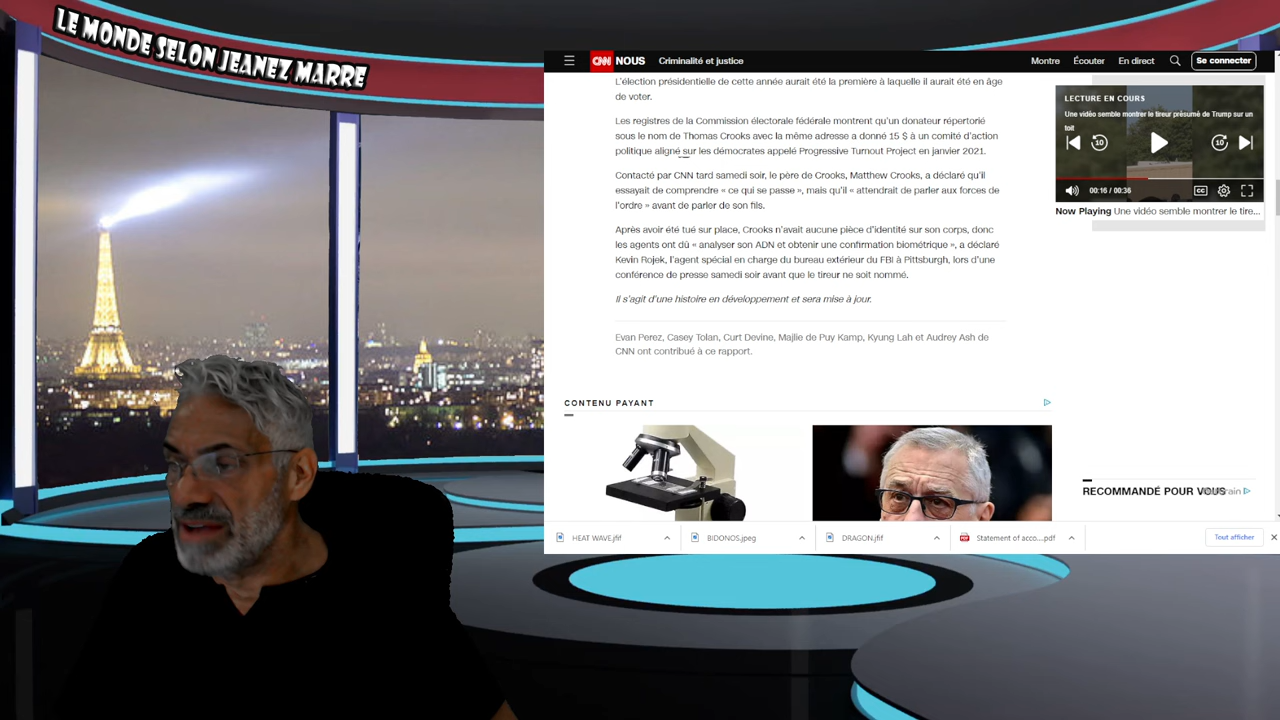 LE MONDE SELON JEANEZ MARRE
CNN NOUS Criminalité et justice Montre Écouter En direct Se connecter
L'élection présidentielle de cette année aurait été la première à laquelle il aurait été en âge
de voter.
Les registres de la Commission électorale fédérale montrent qu'un donateur répertorié
sous le nom de Thomas Crooks avec la même adresse a donné 15 $ à un comité d'action
politique aligné sur les démocrates appelé Progressive Turnout Project en janvier 2021.
Contacté par CNN tard samedi soir, le père de Crooks, Matthew Crooks, a déclaré qu'il
essayait de comprendre « ce qui se passe », mais qu'il « attendrait de parler aux forces de
l'ordre » avant de parler de son fils.
Après avoir été tué sur place, Crooks n'avait aucune pièce d'identité sur son corps, donc
les agents ont dû « analyser son ADN et obtenir une confirmation biométrique », a déclaré
Kevin Rojek, l'agent spécial en charge du bureau extérieur du FBI à Pittsburgh, lors d'une
conférence de presse samedi soir avant que le tireur ne soit nommé.
Il s'agit d'une histoire en développement et sera mise à jour.
Evan Perez, Casey Tolan, Curt Devine, Majlie de Puy Kamp, Kyung Lah et Audrey Ash de
CNN ont contribué à ce rapport.
CONTENU PAYANT
LECTURE EN COURS
Une vidéo semble montrer le tireur présumé de Trump sur un
toit
10 10
00:16 / 00:36 CC
Now Playing Une vidéo semble montrer le tire...
RECOMMANDÉ POUR VOUS
HEAT WAVE.jfif BIDONOS.jpeg DRAGON.jfif PDF Statement of acco....pdf Tout afficher